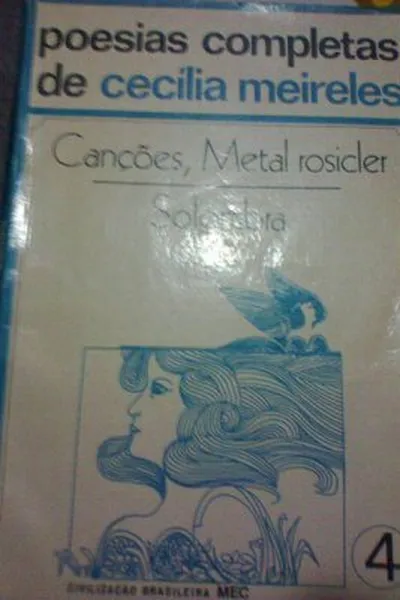 poesias completas
de cecília meireles
Canções, Metal rosicler
Solombra
4
CIVILIZAÇÃO BRASILEIRA MEC